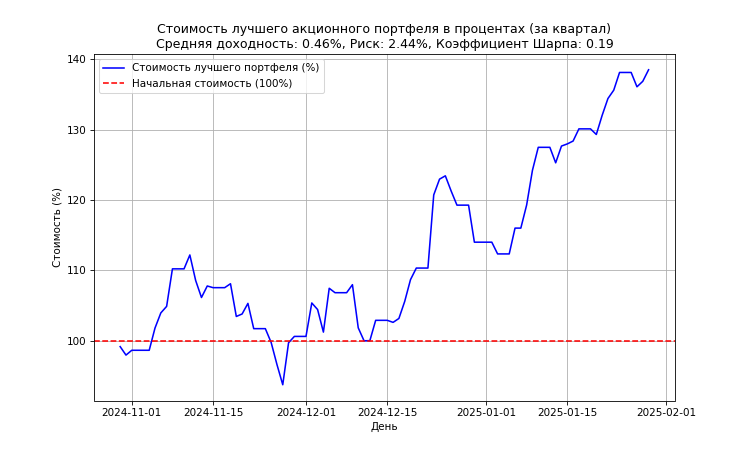 Стоимость лучшего акционного портфеля в процентах (за квартал)
Средняя доходность: 0.46%, Риск: 2.44%, Коэффициент Шарпа: 0.19
Стоимость лучшего портфеля (%)
Начальная стоимость (100%)
Стоимость (%)
140
130
120
110
100
2024-11-01
2024-11-15
2024-12-01
2024-12-15
2025-01-01
2025-01-15
2025-02-01
День